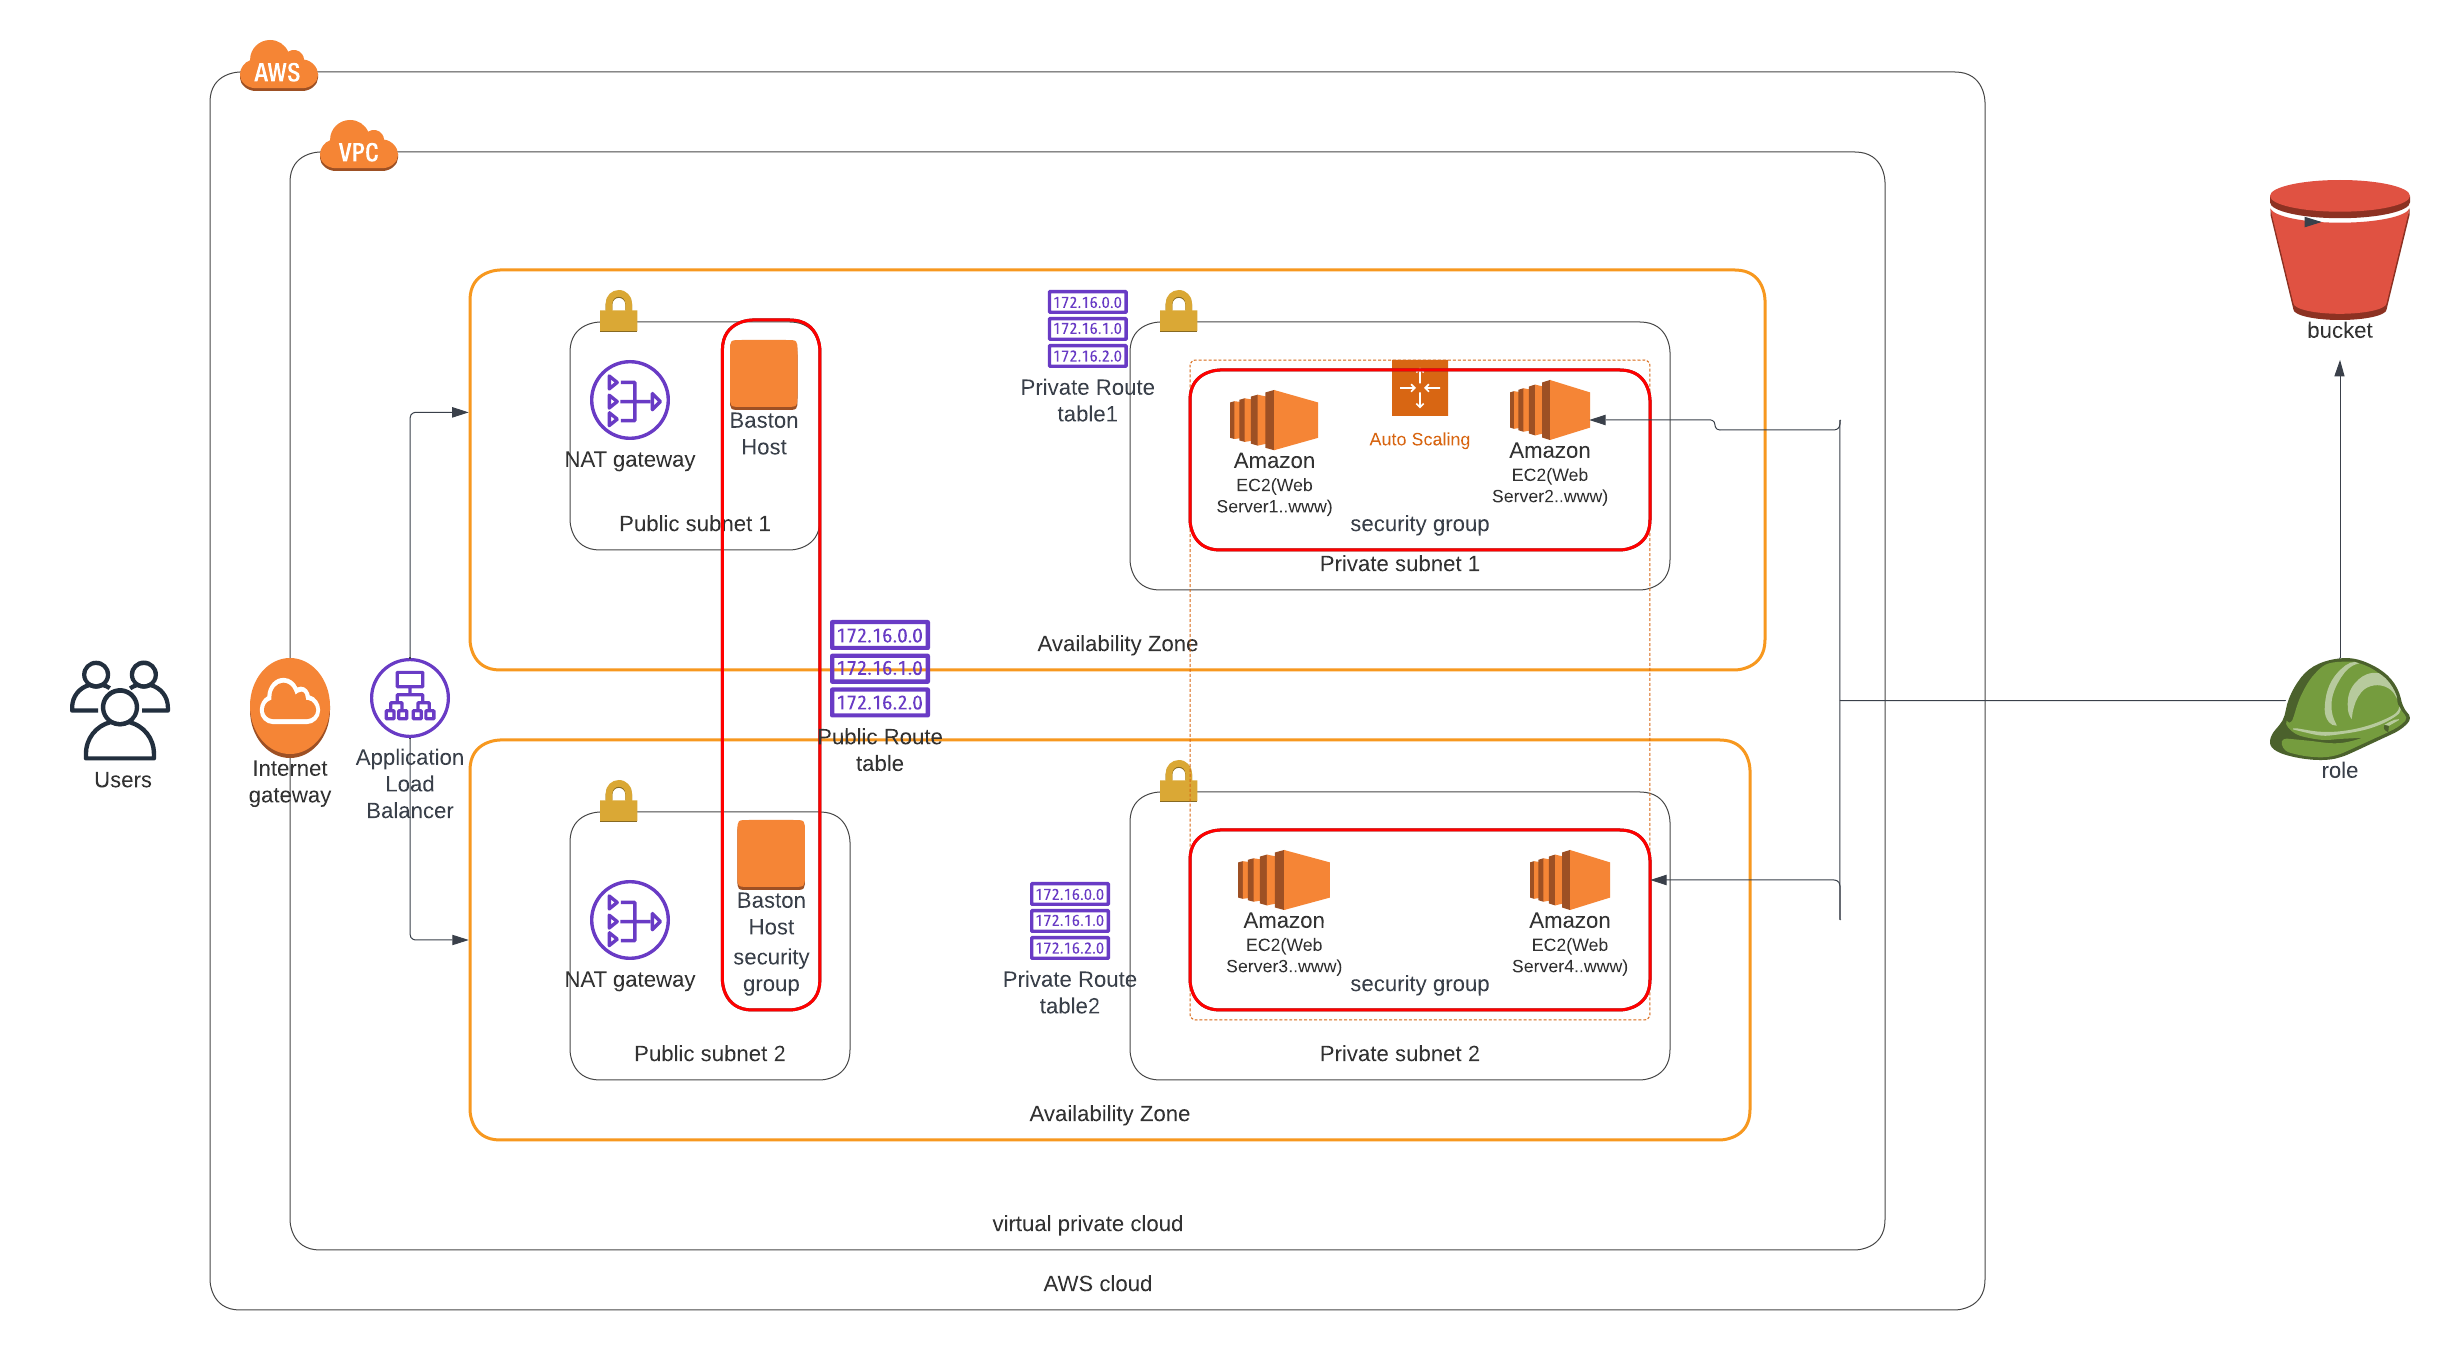 AWS
VPC
172.16.0.0
172.16.1.0
172.16.2.0
Private Route
table1
Baston
Host
NAT gateway
Public subnet 1
Auto Scaling
Amazon
EC2(Web
Server1..www)
Amazon
EC2(Web
Server2..www)
security group
Private subnet 1
bucket
Availability Zone
172.16.0.0
172.16.1.0
172.16.2.0
Public Route
table
Users
Internet
gateway
Application
Load
Balancer
role
Baston
Host
security
group
NAT gateway
Public subnet 2
172.16.0.0
172.16.1.0
172.16.2.0
Private Route
table2
Amazon
EC2(Web
Server3..www)
Amazon
EC2(Web
Server4..www)
security group
Private subnet 2
Availability Zone
virtual private cloud
AWS cloud